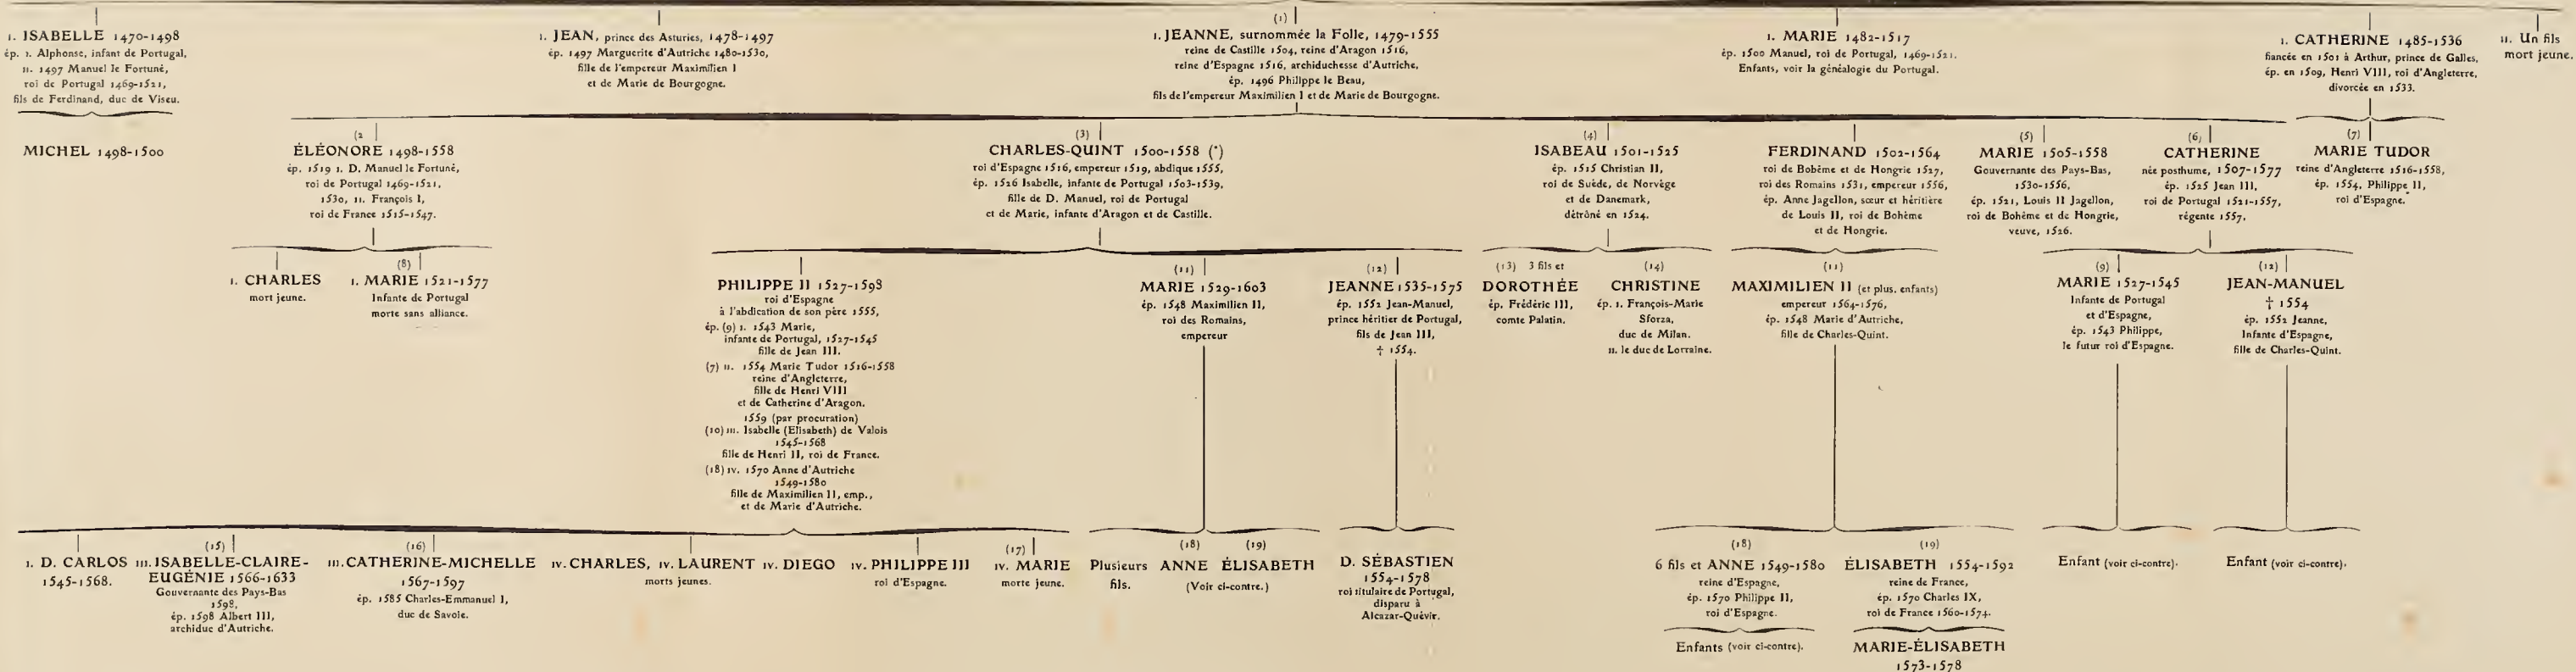 I. ISABELLE 1470-1498
ép. I. Alphonse, infant de Portugal,
II. 1497 Manuel le Fortuné,
roi de Portugal 1469-1521,
fils de Ferdinand, duc de Viseu.
I. JEAN, prince des Asturies, 1478-1497
ép. 1497 Marguerite d'Autriche 1480-1530,
fille de l'empereur Maximilien I
et de Marie de Bourgogne.
(1)
I. JEANNE, surnommée la Folle, 1479-1555
reine de Castille 1504, reine d'Aragon 1516,
reine d'Espagne 1516, archiduchesse d'Autriche,
ép. 1496 Philippe le Beau,
fils de l'empereur Maximilien I et de Marie de Bourgogne.
I. MARIE 1482-1517
ép. 1500 Manuel, roi de Portugal, 1469-1521.
Enfants, voir la généalogie du Portugal.
I. CATHERINE 1485-1536
fiancée en 1501 à Arthur, prince de Galles,
ép. en 1509, Henri VIII, roi d'Angleterre,
divorcée en 1533.
II. Un fils
mort jeune.
MICHEL 1498-1500
(2
ÉLÉONORE 1498-1558
ép. 1519 I. D. Manuel le Fortuné,
roi de Portugal 1469-1521,
1530, II. François I,
roi de France 1515-1547.
(3)
CHARLES-QUINT 1500-1558 (*)
roi d'Espagne 1516, empereur 1519, abdique 1555,
ép. 1526 Isabelle, infante de Portugal 1503-1539,
fille de D. Manuel, roi de Portugal
et de Marie, infante d'Aragon et de Castille.
(4)
ISABEAU 1501-1525
ép. 1515 Christian II,
roi de Suède, de Norvège
et de Danemark,
détrôné en 1524.
FERDINAND 1502-1564
roi de Bohême et de Hongrie 1527,
roi des Romains 1531, empereur 1556,
ép. Anne Jagellon, sœur et héritière
de Louis II, roi de Bohème
et de Hongrie.
(5)
MARIE 1505-1558
Gouvernante des Pays-Bas,
1530-1556,
ép. 1521, Louis II Jagellon,
roi de Bohème et de Hongrie,
veuve, 1526.
(6)
CATHERINE
née posthume, 1507-1577
ép. 1525 Jean III,
roi de Portugal 1521-1557,
régente 1557.
(7)
MARIE TUDOR
reine d'Angleterre 1516-1558,
ép. 1554, Philippe II,
roi d'Espagne.
I. CHARLES
mort jeune.
(8)
I. MARIE 1521-1577
Infante de Portugal
morte sans alliance.
PHILIPPE II 1527-1598
roi d'Espagne
à l'abdication de son père 1555,
ép. (9) I. 1543 Marie,
infante de Portugal, 1527-1545
fille de Jean III.
(7) II. 1554 Marie Tudor 1516-1558
reine d'Angleterre,
fille de Henri VIII
et de Catherine d'Aragon.
1559 (par procuration)
(10) III. Isabelle (Elisabeth) de Valois
1545-1568
fille de Henri II, roi de France.
(18) IV. 1570 Anne d'Autriche
1549-1580
fille de Maximilien II, emp.,
et de Marie d'Autriche.
(11)
MARIE 1529-1603
ép. 1548 Maximilien II,
roi des Romains,
empereur
(12)
JEANNE 1535-1575
ép. 1552 Jean-Manuel,
prince héritier de Portugal,
fils de Jean III,
† 1554.
(13) 3 fils et
DOROTHÉE
ép. Frédéric III,
comte Palatin.
(14)
CHRISTINE
ép. I. François-Marie
Sforza,
duc de Milan.
II. le duc de Lorraine.
(11)
MAXIMILIEN II (et plus. enfants)
empereur 1564-1576,
ép. 1548 Marie d'Autriche,
fille de Charles-Quint.
(9)
MARIE 1527-1545
Infante de Portugal
et d'Espagne,
ép. 1543 Philippe,
le futur roi d'Espagne.
(12)
JEAN-MANUEL
† 1554
ép. 1552 Jeanne,
Infante d'Espagne,
fille de Charles-Quint.
I. D. CARLOS
1545-1568.
(15)
III. ISABELLE-CLAIRE-
EUGÉNIE 1566-1633
Gouvernante des Pays-Bas
1598,
ép. 1598 Albert III,
archiduc d'Autriche.
(16)
III. CATHERINE-MICHELLE
1567-1597
ép. 1585 Charles-Emmanuel I,
duc de Savoie.
IV. CHARLES, IV. LAURENT IV. DIEGO
morts jeunes.
IV. PHILIPPE III
roi d'Espagne.
(17)
IV. MARIE
morte jeune.
Plusieurs
fils.
(18) (19)
ANNE ÉLISABETH
(Voir ci-contre.)
D. SÉBASTIEN
1554-1578
roi titulaire de Portugal,
disparu à
Alcazar-Quévir.
(18)
6 fils et ANNE 1549-1580
reine d'Espagne,
ép. 1570 Philippe II,
roi d'Espagne.
Enfants (voir ci-contre).
(19)
ÉLISABETH 1554-1592
reine de France,
ép. 1570 Charles IX,
roi de France 1560-1574.
MARIE-ÉLISABETH
1573-1578
Enfant (voir ci-contre).
Enfant (voir ci-contre).